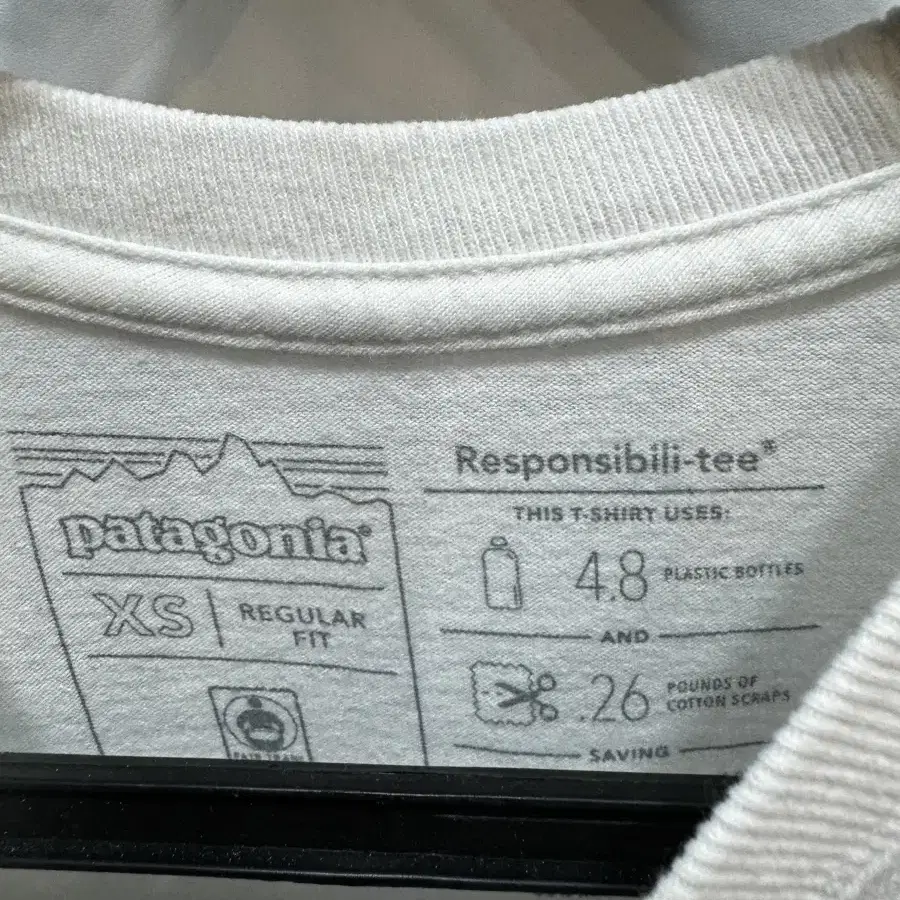 patagonia®
XS
REGULAR
FIT
Responsibili-tee®
THIS T-SHIRT USES:
4.8 PLASTIC BOTTLES
AND
.26 POUNDS OF
COTTON SCRAPS
SAVING